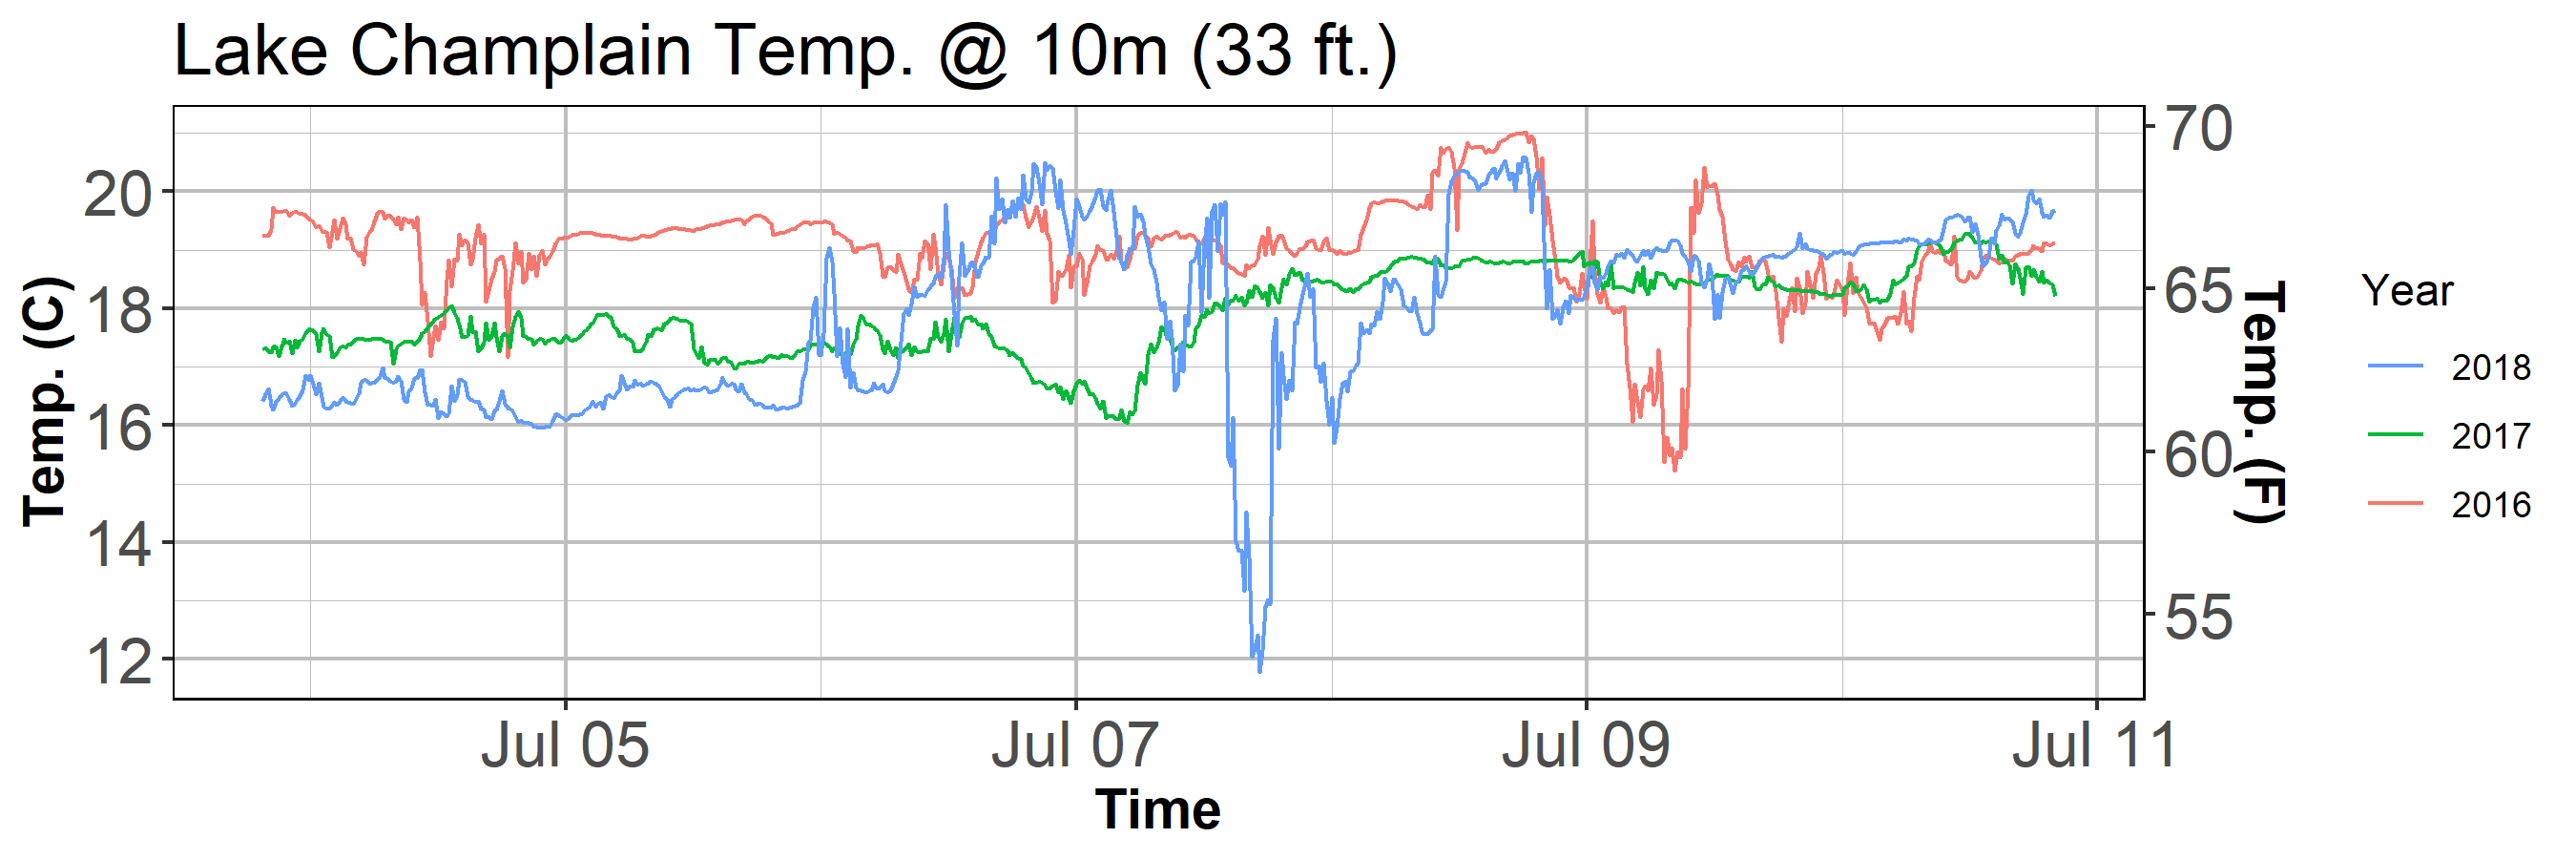 Lake Champlain Temp. @ 10m (33 ft.)
Temp. (C)
20
18
16
14
12
70
65
60
55
Temp. (F)
Jul 05
Jul 07
Jul 09
Jul 11
Time
Year
2018
2017
2016